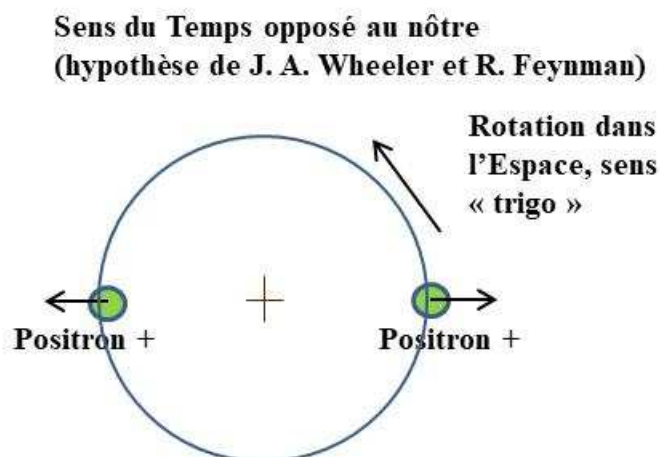 Sens du Temps opposé au nôtre
(hypothèse de J. A. Wheeler et R. Feynman)
Rotation dans
l'Espace, sens
« trigo »
Positron +
Positron +